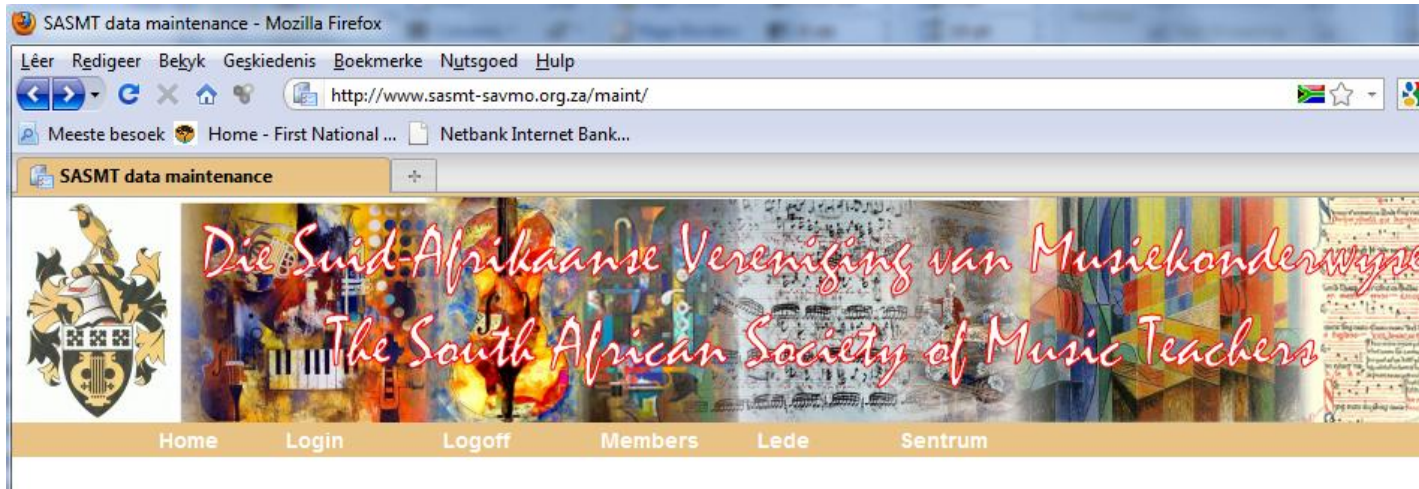 SASMT data maintenance - Mozilla Firefox
Lêer Redigeer Bekyk Geskiedenis Boekmerke Nutsgoed Hulp
http://www.sasmt-savmo.org.za/maint/
Meeste besoek Home - First National ... Netbank Internet Bank...
SASMT data maintenance
Die Suid-Afrikaanse Vereniging van Musiekonderwyse
The South African Society of Music Teachers
Home Login Logoff Members Lede Sentrum